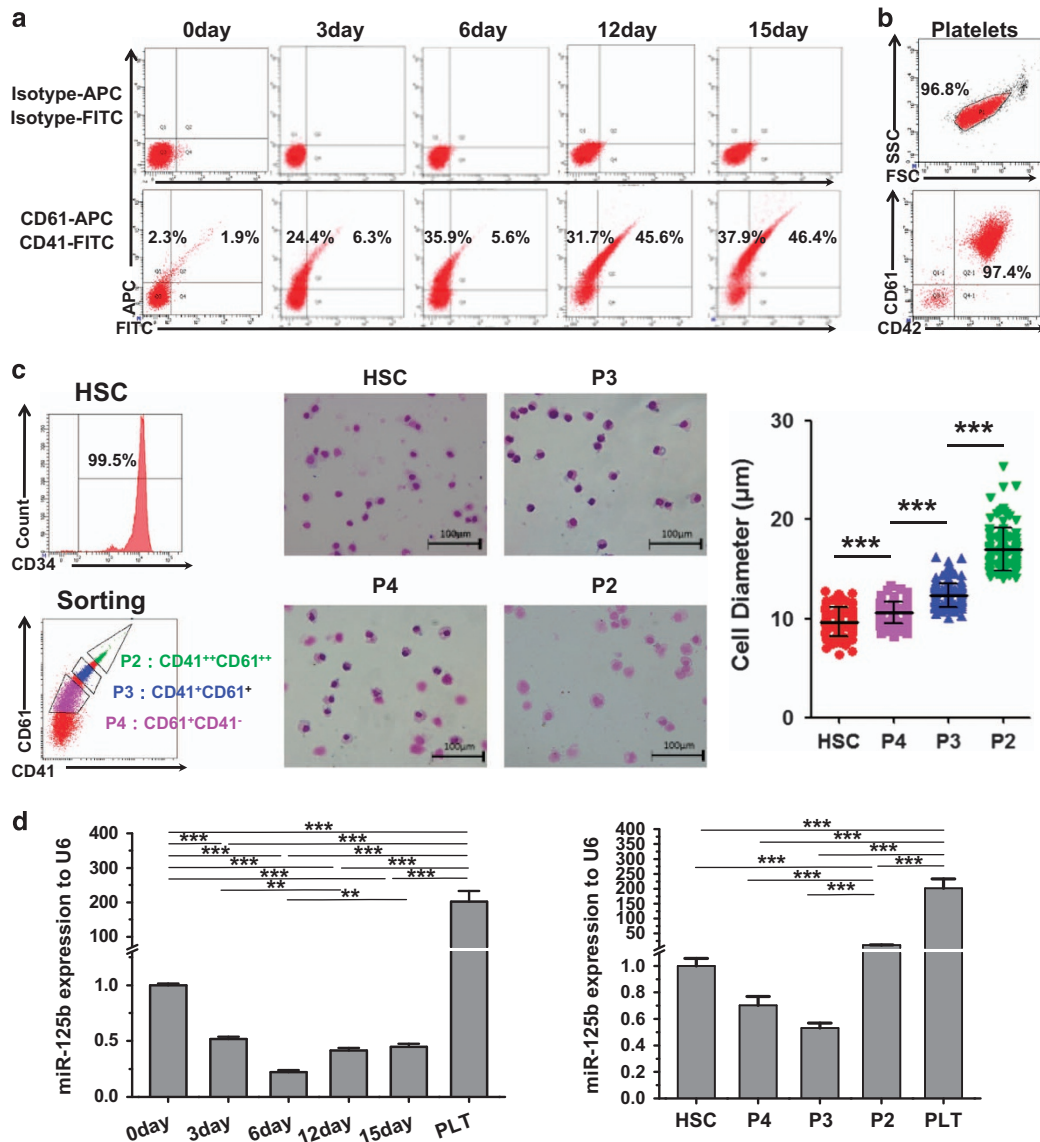 a
0day 3day 6day 12day 15day
Isotype-APC
Isotype-FITC
CD61-APC
CD41-FITC
2.3% 1.9% 24.4% 6.3% 35.9% 5.6% 31.7% 45.6% 37.9% 46.4%
APC
FITC
b
Platelets
96.8%
SSC
FSC
97.4%
CD61
CD42
c
HSC
99.5%
Count
CD34
Sorting
P2 : CD41++CD61++
P3 : CD41+CD61+
P4 : CD61+CD41-
CD61
CD41
HSC P3
100μm 100μm
P4 P2
100μm 100μm
Cell Diameter (μm)
30
20
10
0
*** *** ***
HSC P4 P3 P2
d
miR-125b expression to U6
400
350
300
250
200
150
100
1.0
0.5
0.0
***
*** ***
*** ***
*** ***
*** ***
** **
0day 3day 6day 12day 15day PLT
miR-125b expression to U6
400
350
300
250
200
150
100
50
1.0
0.8
0.6
0.4
0.2
0.0
***
***
***
*** ***
***
***
HSC P4 P3 P2 PLT